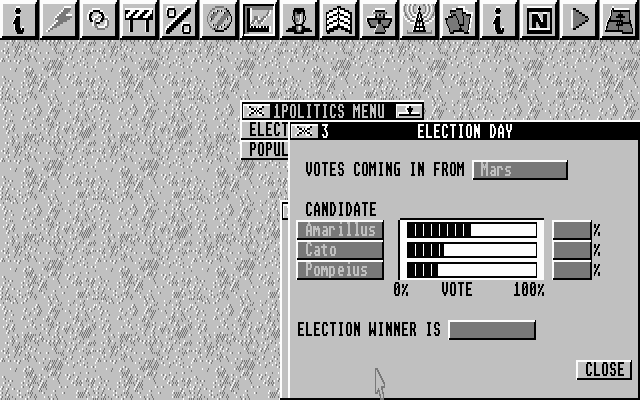 1POLITICS MENU
ELECT
POPUL
3 ELECTION DAY
VOTES COMING IN FROM Mars
CANDIDATE
Amarillus %
Cato %
Pompeius %
0% VOTE 100%
ELECTION WINNER IS
CLOSE